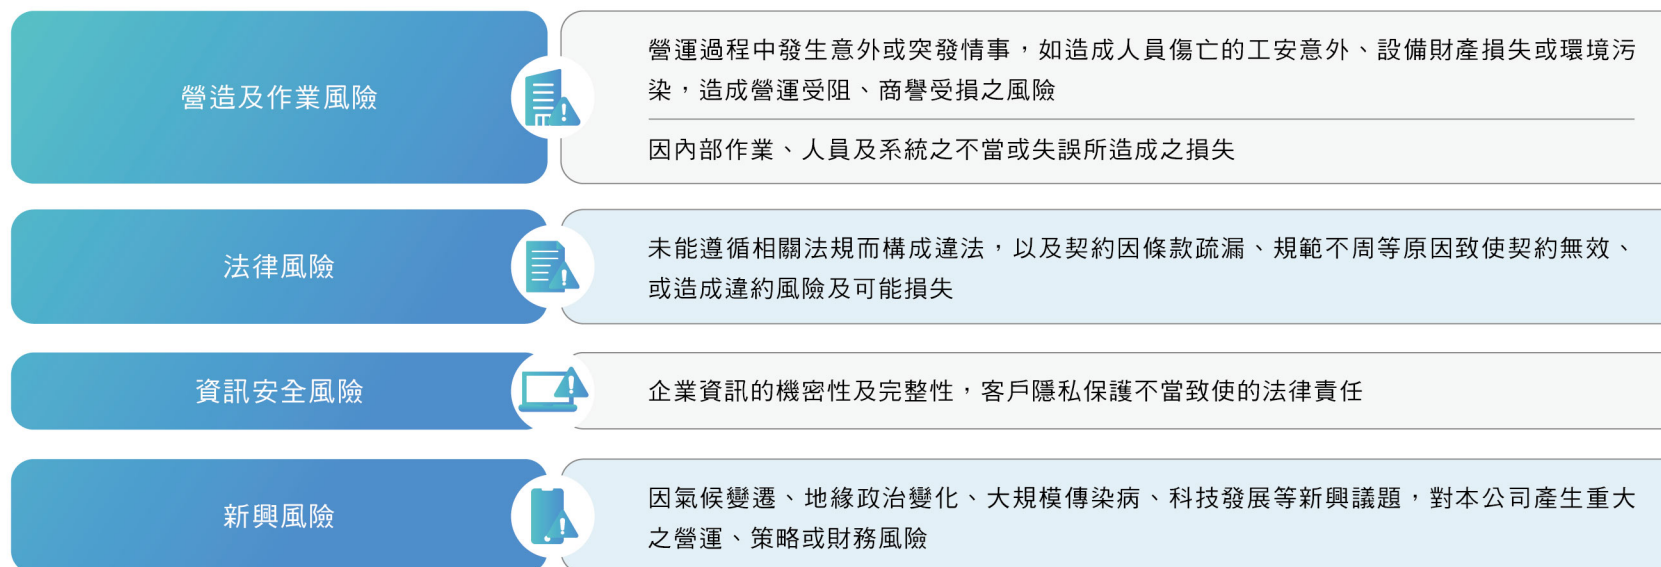 營造及作業風險
營運過程中發生意外或突發情事，如造成人員傷亡的工安意外、設備財產損失或環境污
染，造成營運受阻、商譽受損之風險
因內部作業、人員及系統之不當或失誤所造成之損失
法律風險
未能遵循相關法規而構成違法，以及契約因條款疏漏、規範不周等原因致使契約無效、
或造成違約風險及可能損失
資訊安全風險
企業資訊的機密性及完整性，客戶隱私保護不當致使的法律責任
新興風險
因氣候變遷、地緣政治變化、大規模傳染病、科技發展等新興議題，對本公司產生重大
之營運、策略或財務風險